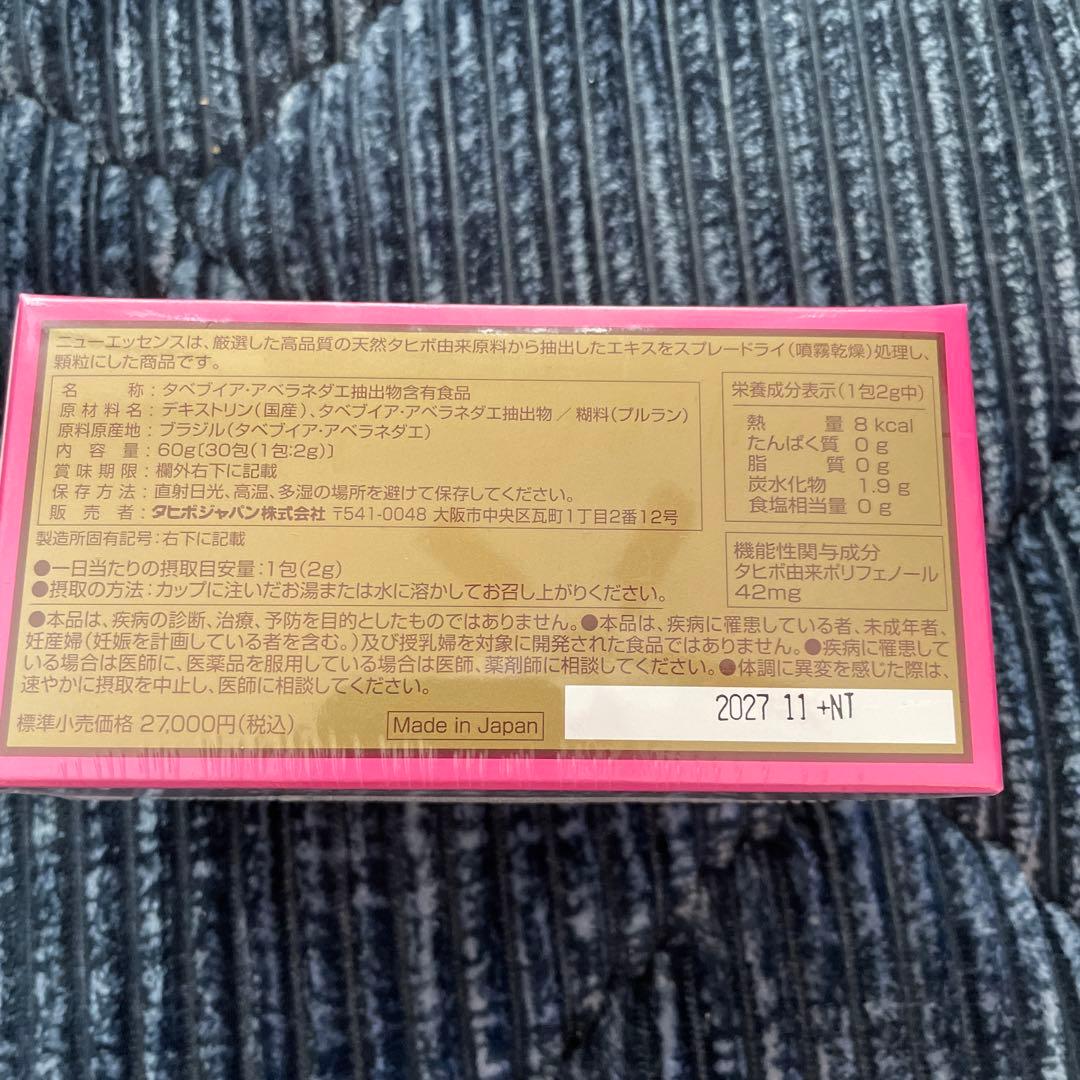 ニューエッセンスは、厳選した高品質の天然タヒボ由来原料から抽出したエキスをスプレードライ(噴霧乾燥)処理し、
顆粒にした商品です。
名称:タベブイア・アベラネダエ抽出物含有食品
原材料名:デキストリン(国産)、タベブイア・アベラネダエ抽出物/糊料(プルラン)
原料原産地:ブラジル(タベブイア・アベラネダエ)
内容量:60g〔30包(1包:2g)〕
賞味期限:欄外右下に記載
保存方法:直射日光、高温、多湿の場所を避けて保存してください。
販売者:タヒボジャパン株式会社 〒541-0048 大阪市中央区瓦町1丁目2番12号
製造所固有記号:右下に記載
栄養成分表示(1包2g中)
熱量 8 kcal
たんぱく質 0 g
脂質 0 g
炭水化物 1.9 g
食塩相当量 0 g
機能性関与成分
タヒボ由来ポリフェノール
42mg
●一日当たりの摂取目安量:1包(2g)
●摂取の方法:カップに注いだお湯または水に溶かしてお召し上がりください。
●本品は、疾病の診断、治療、予防を目的としたものではありません。●本品は、疾病に罹患している者、未成年者、
妊産婦(妊娠を計画している者を含む。)及び授乳婦を対象に開発された食品ではありません。●疾病に罹患して
いる場合は医師に、医薬品を服用している場合は医師、薬剤師に相談してください。●体調に異変を感じた際は、
速やかに摂取を中止し、医師に相談してください。
標準小売価格 27,000円(税込)
Made in Japan
2027 11 +NT